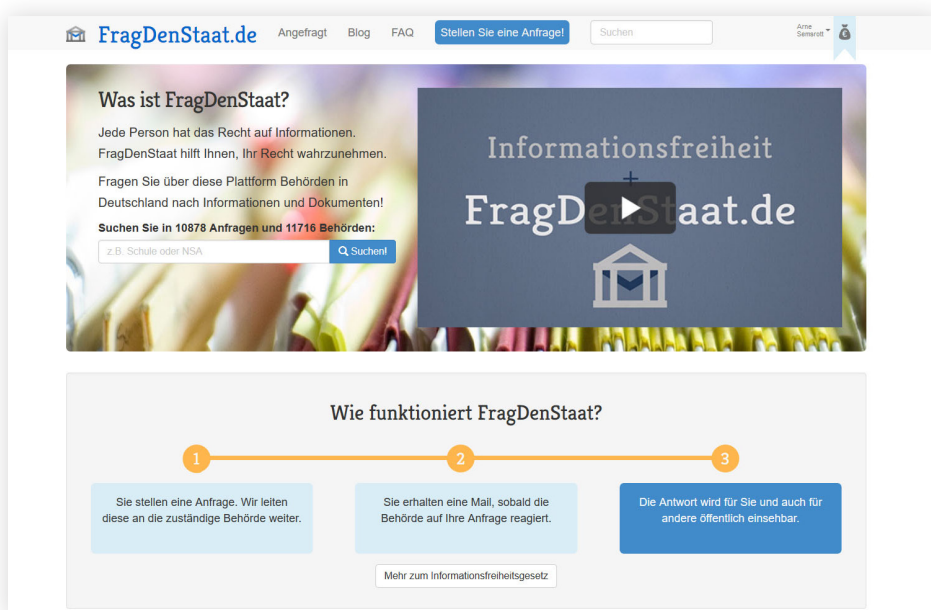 FragDenStaat.de
Angefragt
Blog
FAQ
Stellen Sie eine Anfrage!
Suchen
Arne
Semsrott
Was ist FragDenStaat?
Jede Person hat das Recht auf Informationen.
FragDenStaat hilft Ihnen, Ihr Recht wahrzunehmen.
Fragen Sie über diese Plattform Behörden in
Deutschland nach Informationen und Dokumenten!
Suchen Sie in 10878 Anfragen und 11716 Behörden:
z.B. Schule oder NSA
Suchen!
Informationsfreiheit
+
FragDenStaat.de
Wie funktioniert FragDenStaat?
1
2
3
Sie stellen eine Anfrage. Wir leiten
diese an die zuständige Behörde weiter.
Sie erhalten eine Mail, sobald die
Behörde auf Ihre Anfrage reagiert.
Die Antwort wird für Sie und auch für
andere öffentlich einsehbar.
Mehr zum Informationsfreiheitsgesetz